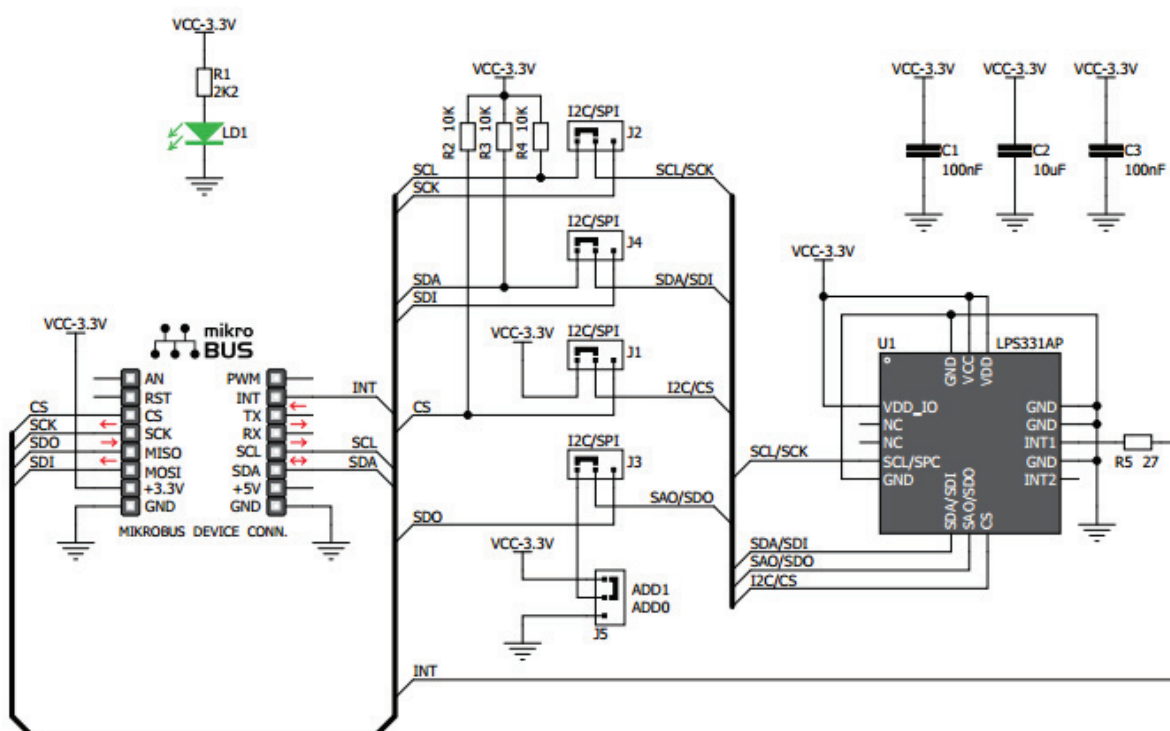 VCC-3.3V
R1
2K2
LD1
VCC-3.3V
R2 10K
R3 10K
R4 10K
I2C/SPI
J2
SCL
SCK
SCL/SCK
I2C/SPI
J4
SDA
SDI
SDA/SDI
VCC-3.3V
I2C/SPI
J1
CS
I2C/CS
I2C/SPI
J3
SDO
SAO/SDO
VCC-3.3V
ADD1
ADD0
J5
INT
VCC-3.3V
mikro
BUS
AN
RST
CS
SCK
MISO
MOSI
+3.3V
GND
PWM
INT
TX
RX
SCL
SDA
+5V
GND
CS
SCK
SDO
SDI
INT
SCL
SDA
MIKROBUS DEVICE CONN.
VCC-3.3V
C1
100nF
VCC-3.3V
C2
10uF
VCC-3.3V
C3
100nF
VCC-3.3V
U1
LPS331AP
GND
VCC
VDD
VDD_IO
NC
NC
SCL/SPC
GND
GND
GND
INT1
GND
INT2
SDA/SDI
SAO/SDO
CS
R5 27
SCL/SCK
SDA/SDI
SAO/SDO
I2C/CS